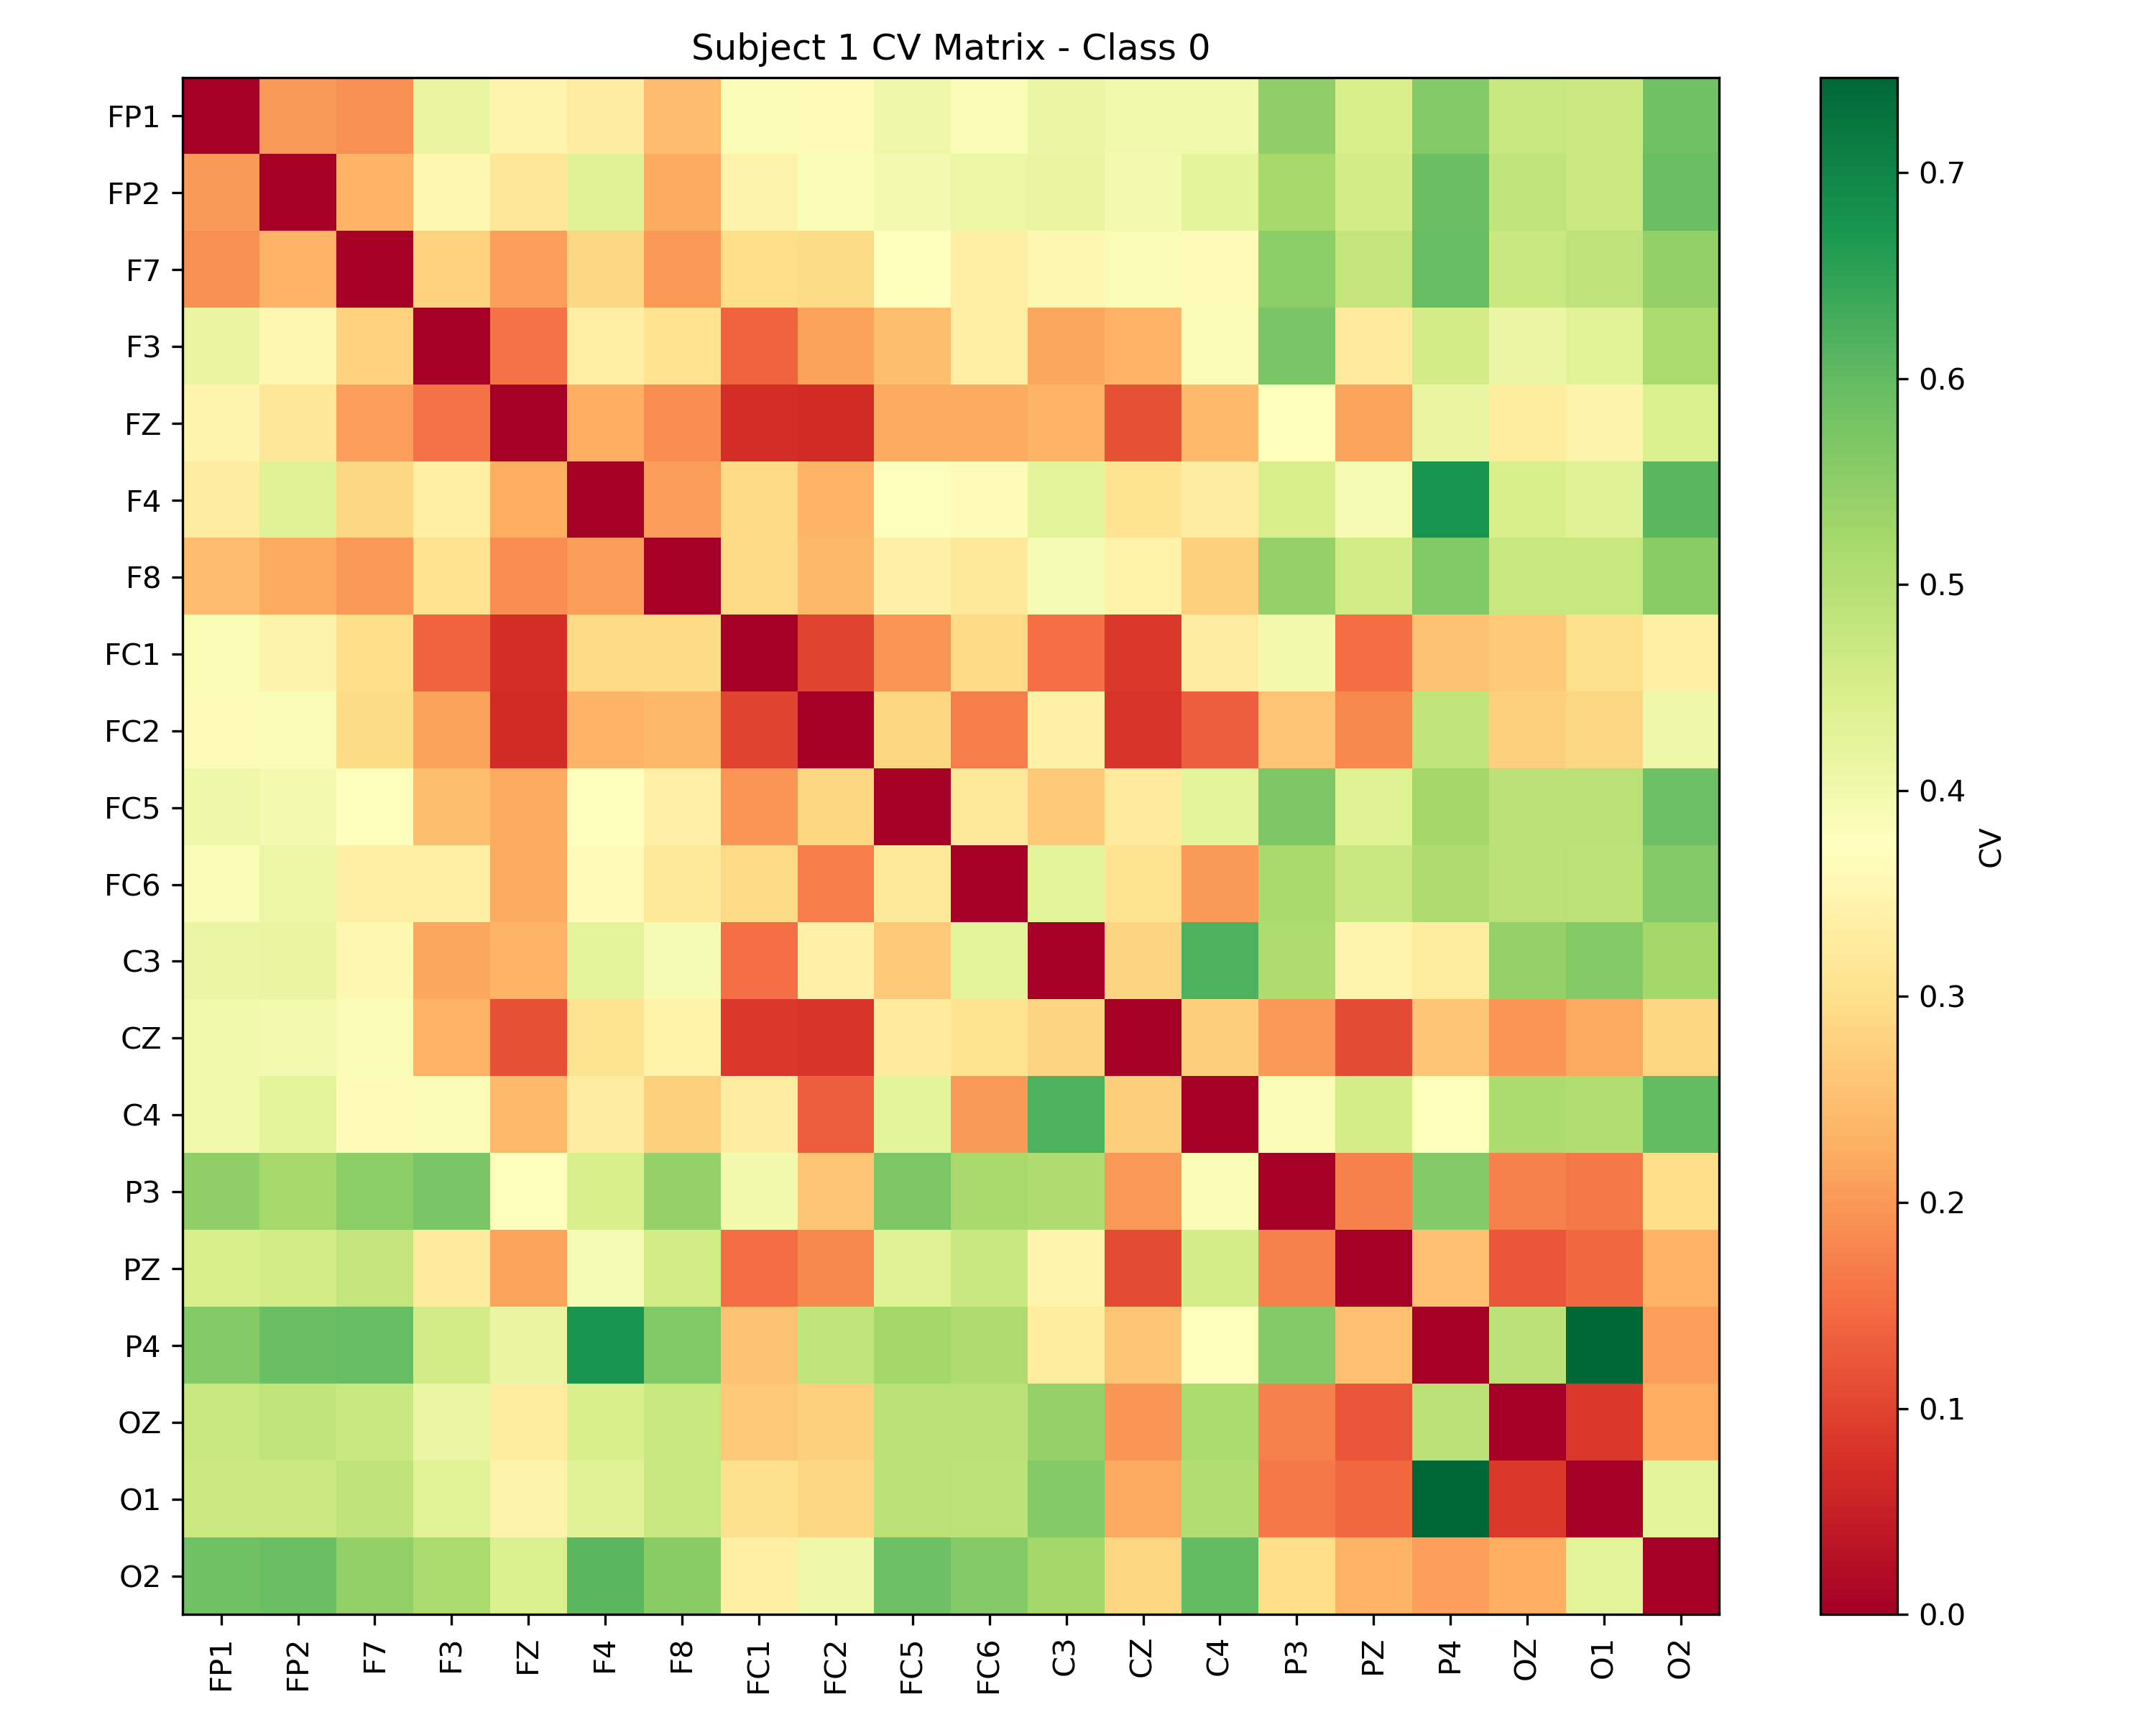 Subject 1 CV Matrix - Class 0
FP1
FP2
F7
F3
FZ
F4
F8
FC1
FC2
FC5
FC6
C3
CZ
C4
P3
PZ
P4
OZ
O1
O2
FP1
FP2
F7
F3
FZ
F4
F8
FC1
FC2
FC5
FC6
C3
CZ
C4
P3
PZ
P4
OZ
O1
O2
0.7
0.6
0.5
0.4
0.3
0.2
0.1
0.0
CV